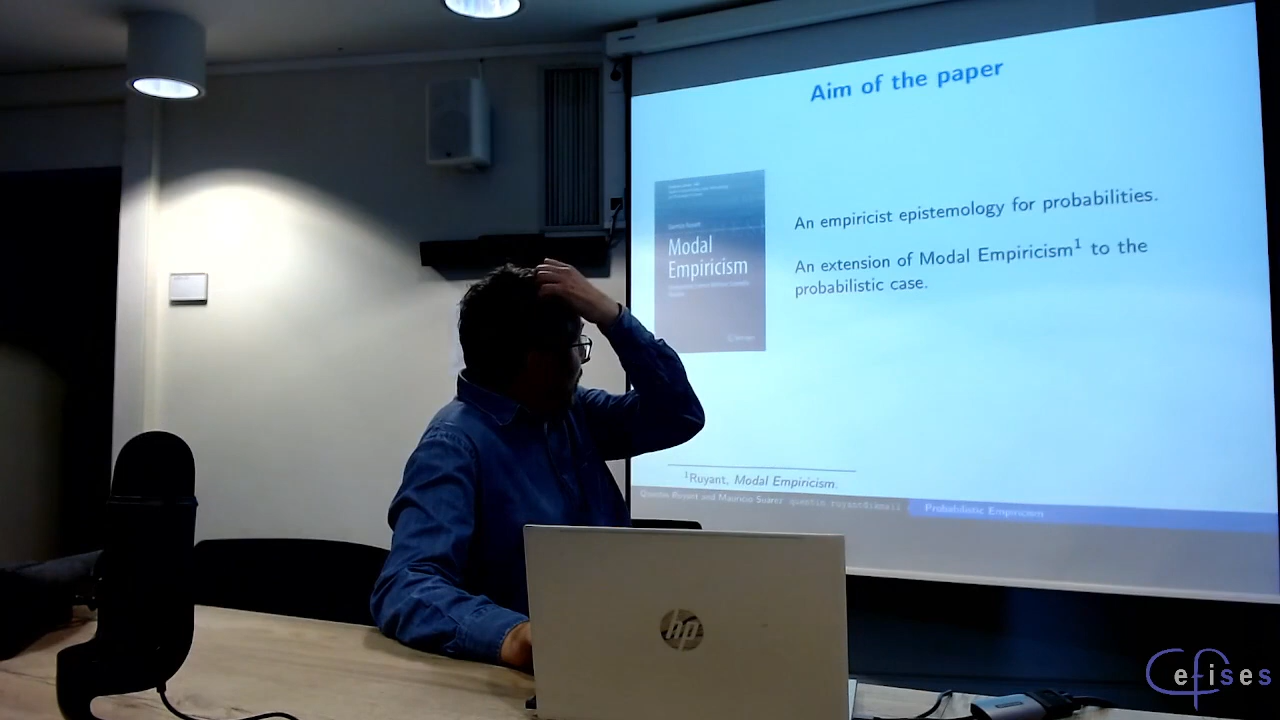 Aim of the paper
Modal
Empiricism
An empiricist epistemology for probabilities.
An extension of Modal Empiricism¹ to the
probabilistic case.
Springer
¹Ruyant, Modal Empiricism.
Quentin Ruyant and Mauricio Suárez
Probabilistic Empiricism
hp
efises